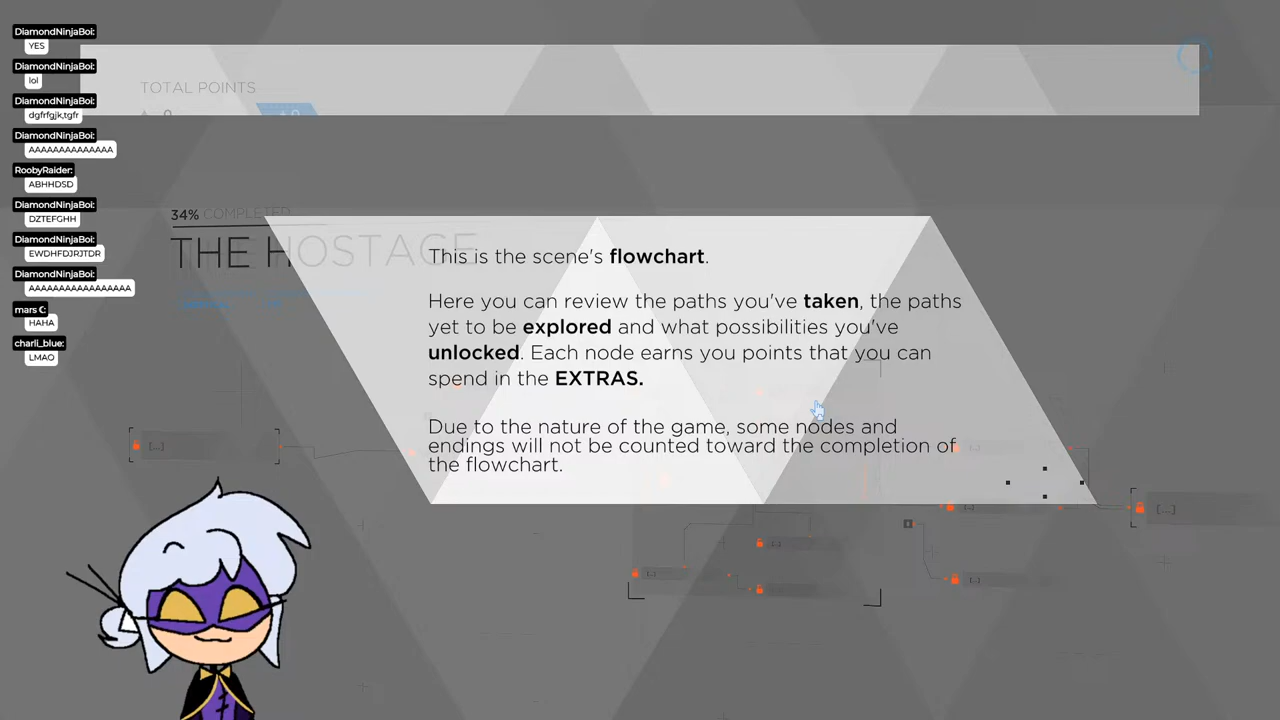 DiamondNinjaBoi:
YES
DiamondNinjaBoi:
lol
DiamondNinjaBoi:
dgfrfgjk,tgfr
DiamondNinjaBoi:
AAAAAAAAAAAAAA
RoobyRaider:
ABHHDSD
DiamondNinjaBoi:
DZTEFGHH
DiamondNinjaBoi:
EWDHFDJRJTDR
DiamondNinjaBoi:
AAAAAAAAAAAAAAAAA
mars ☾:
HAHA
charli_blue:
LMAO
TOTAL POINTS
34% COMPLETED
THE HOSTAGE
This is the scene's flowchart.
Here you can review the paths you've taken, the paths
yet to be explored and what possibilities you've
unlocked. Each node earns you points that you can
spend in the EXTRAS.
Due to the nature of the game, some nodes and
endings will not be counted toward the completion of
the flowchart.
[...]
[...]